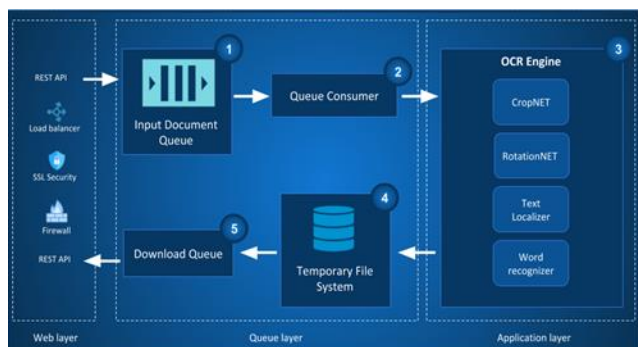 REST API
Load balancer
SSL Security
Firewall
REST API
Web layer
1
Input Document
Queue
2
Queue Consumer
3
OCR Engine
CropNET
RotationNET
Text
Localizer
Word
recognizer
4
Temporary File
System
5
Download Queue
Queue layer
Application layer